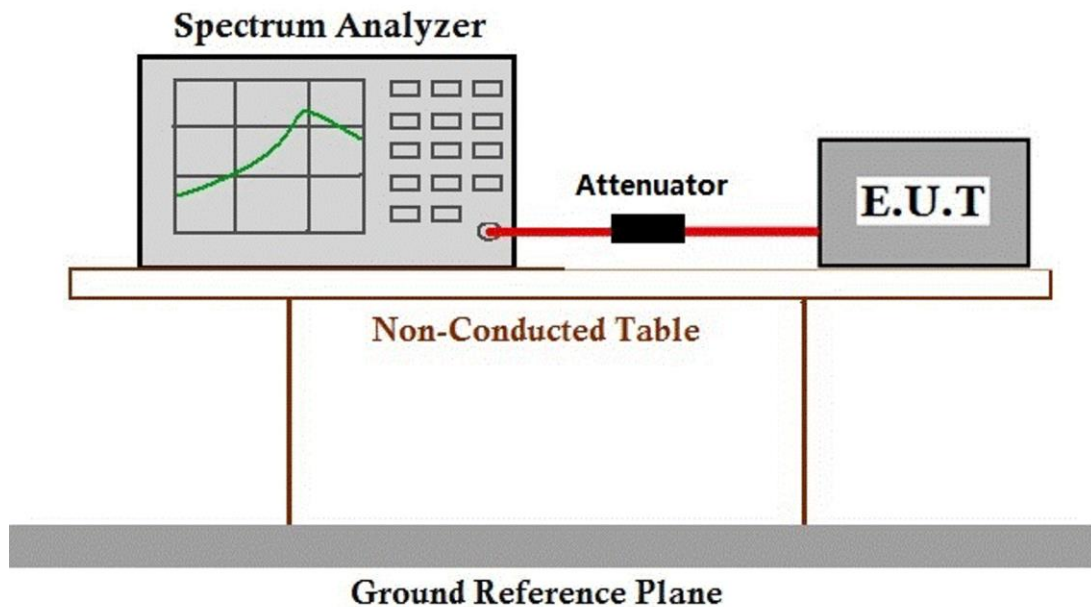 Spectrum Analyzer
Attenuator
E.U.T
Non-Conducted Table
Ground Reference Plane